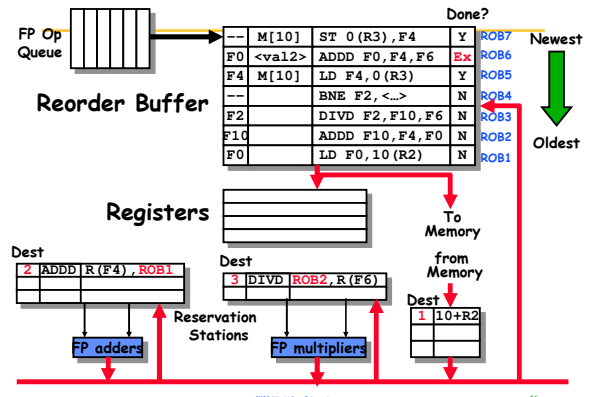 Done?
FP Op
Queue
-- M[10] ST 0(R3),F4 Y ROB7
F0 <val2> ADDD F0,F4,F6 Ex ROB6
F4 M[10] LD F4,0(R3) Y ROB5
-- BNE F2,<…> N ROB4
F2 DIVD F2,F10,F6 N ROB3
F10 ADDD F10,F4,F0 N ROB2
F0 LD F0,10(R2) N ROB1
Newest
Oldest
Reorder Buffer
Registers
To
Memory
from
Memory
Dest
2 ADDD R(F4),ROB1
Dest
3 DIVD ROB2,R(F6)
Dest
1 10+R2
Reservation
Stations
FP adders
FP multipliers